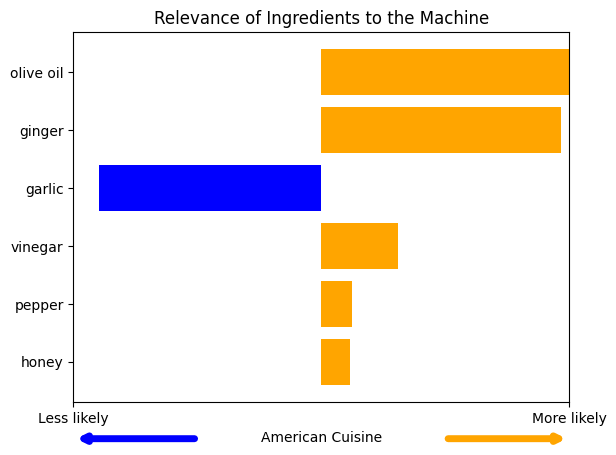 Relevance of Ingredients to the Machine
olive oil
ginger
garlic
vinegar
pepper
honey
Less likely
More likely
American Cuisine